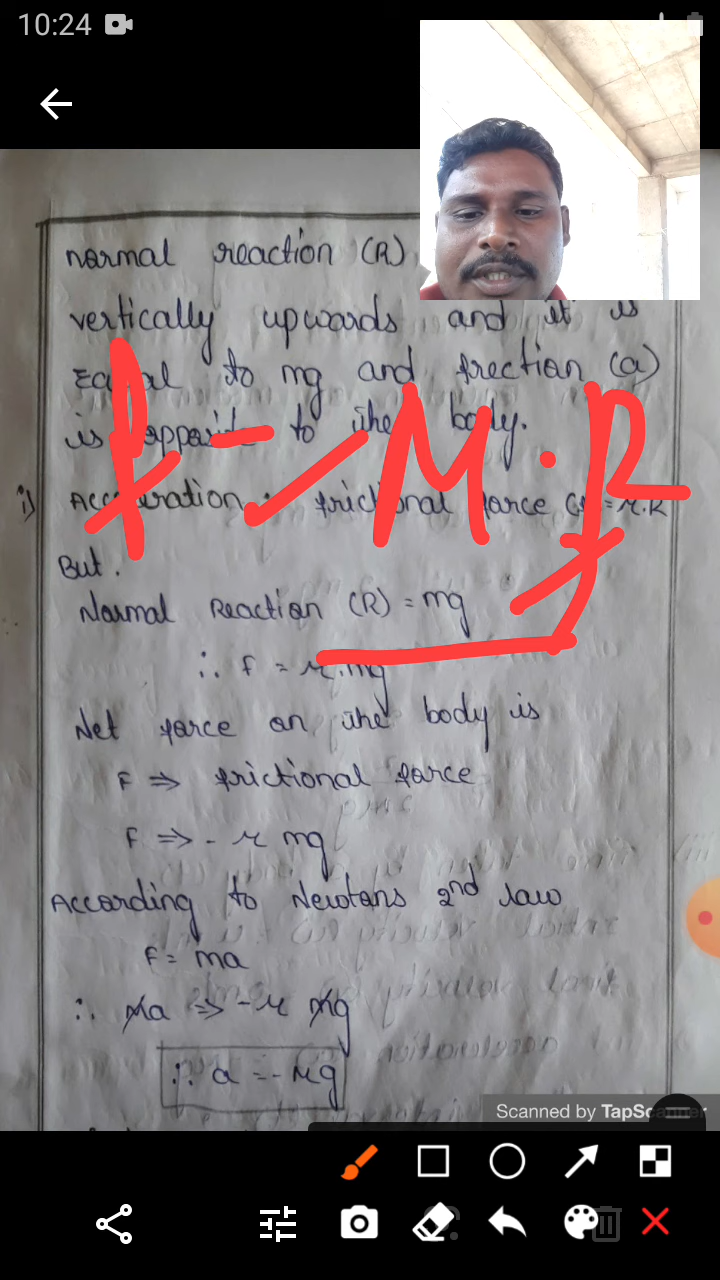 10:24
normal reaction (R)
vertically upwards and it is
Equal to mg and frection (a)
is opposite to the body.
f - M.R
i) Acceleration: frictional force = μ.R
But.
Normal Reaction (R) = mg
∴ F = μ.mg
Net force on the body is
F ⇒ frictional force
F ⇒ - μ mg
According to Newtons 2nd law
F = ma
∴ ma ⇒ - μ mg
∴ a = - μg
Scanned by TapScanner